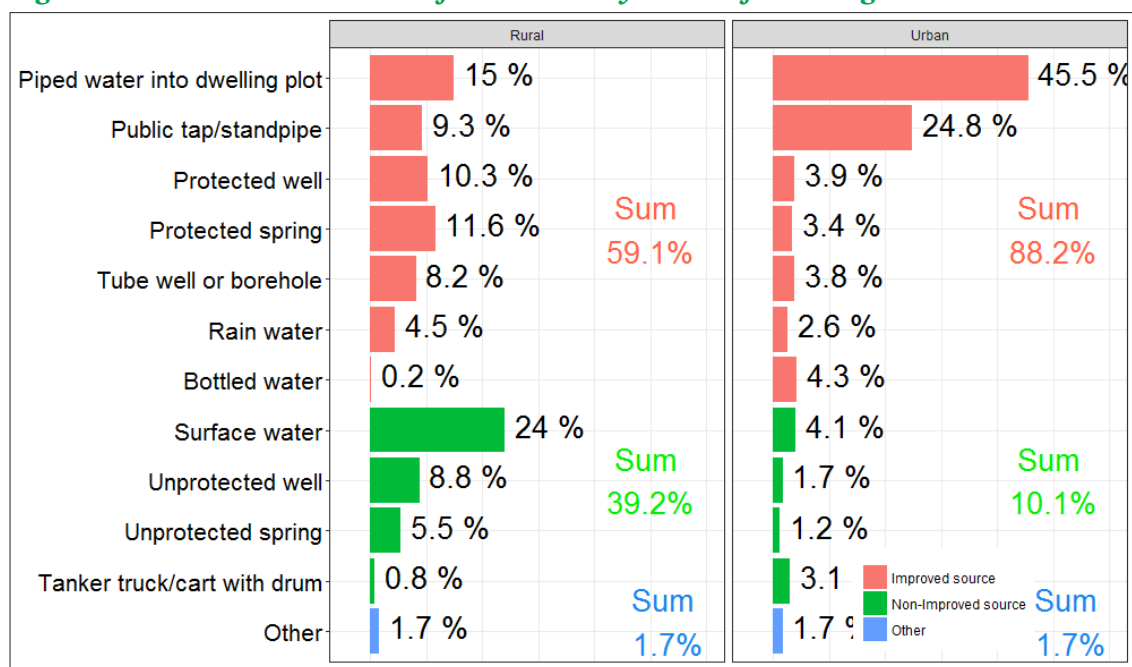 Rural
Urban
Piped water into dwelling plot 15 % 45.5 %
Public tap/standpipe 9.3 % 24.8 %
Protected well 10.3 % 3.9 %
Sum Sum
Protected spring 11.6 % 3.4 %
59.1% 88.2%
Tube well or borehole 8.2 % 3.8 %
Rain water 4.5 % 2.6 %
Bottled water 0.2 % 4.3 %
Surface water 24 % 4.1 %
Sum Sum
Unprotected well 8.8 % 1.7 %
39.2% 10.1%
Unprotected spring 5.5 % 1.2 %
Tanker truck/cart with drum 0.8 % 3.1
Improved source
Non-Improved source
Sum Sum
Other 1.7 % 1.7 %
Other
1.7% 1.7%